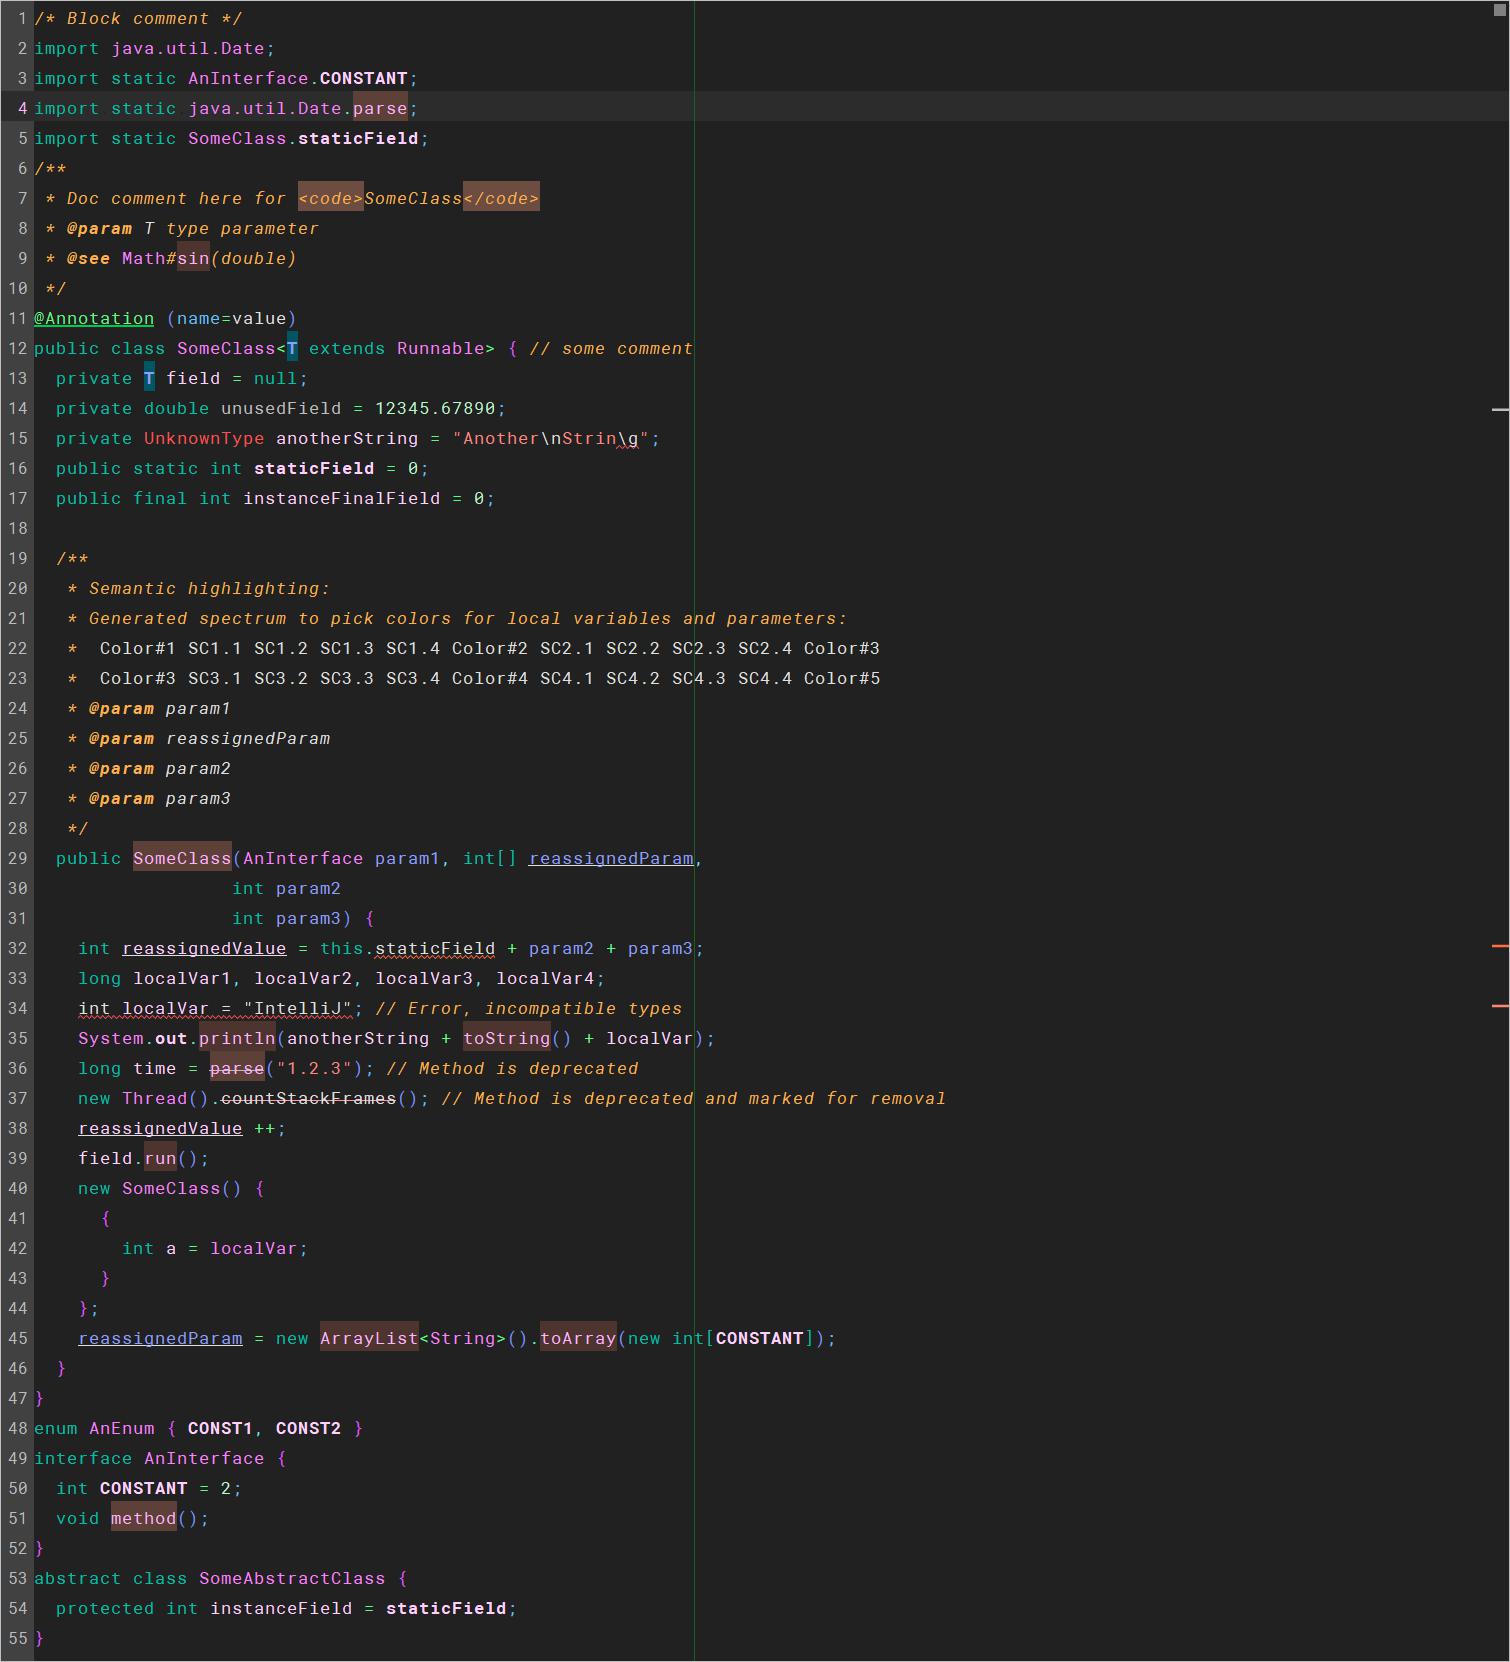 1 /* Block comment */
2 import java.util.Date;
3 import static AnInterface.CONSTANT;
4 import static java.util.Date.parse;
5 import static SomeClass.staticField;
6 /**
7  * Doc comment here for <code>SomeClass</code>
8  * @param T type parameter
9  * @see Math#sin(double)
10  */
11 @Annotation (name=value)
12 public class SomeClass<T extends Runnable> { // some comment
13   private T field = null;
14   private double unusedField = 12345.67890;
15   private UnknownType anotherString = "Another\nStrin\g";
16   public static int staticField = 0;
17   public final int instanceFinalField = 0;
18
19   /**
20    * Semantic highlighting:
21    * Generated spectrum to pick colors for local variables and parameters:
22    *  Color#1 SC1.1 SC1.2 SC1.3 SC1.4 Color#2 SC2.1 SC2.2 SC2.3 SC2.4 Color#3
23    *  Color#3 SC3.1 SC3.2 SC3.3 SC3.4 Color#4 SC4.1 SC4.2 SC4.3 SC4.4 Color#5
24    * @param param1
25    * @param reassignedParam
26    * @param param2
27    * @param param3
28    */
29   public SomeClass(AnInterface param1, int[] reassignedParam,
30                   int param2
31                   int param3) {
32     int reassignedValue = this.staticField + param2 + param3;
33     long localVar1, localVar2, localVar3, localVar4;
34     int localVar = "IntelliJ"; // Error, incompatible types
35     System.out.println(anotherString + toString() + localVar);
36     long time = parse("1.2.3"); // Method is deprecated
37     new Thread().countStackFrames(); // Method is deprecated and marked for removal
38     reassignedValue ++;
39     field.run();
40     new SomeClass() {
41       {
42         int a = localVar;
43       }
44     };
45     reassignedParam = new ArrayList<String>().toArray(new int[CONSTANT]);
46   }
47 }
48 enum AnEnum { CONST1, CONST2 }
49 interface AnInterface {
50   int CONSTANT = 2;
51   void method();
52 }
53 abstract class SomeAbstractClass {
54   protected int instanceField = staticField;
55 }